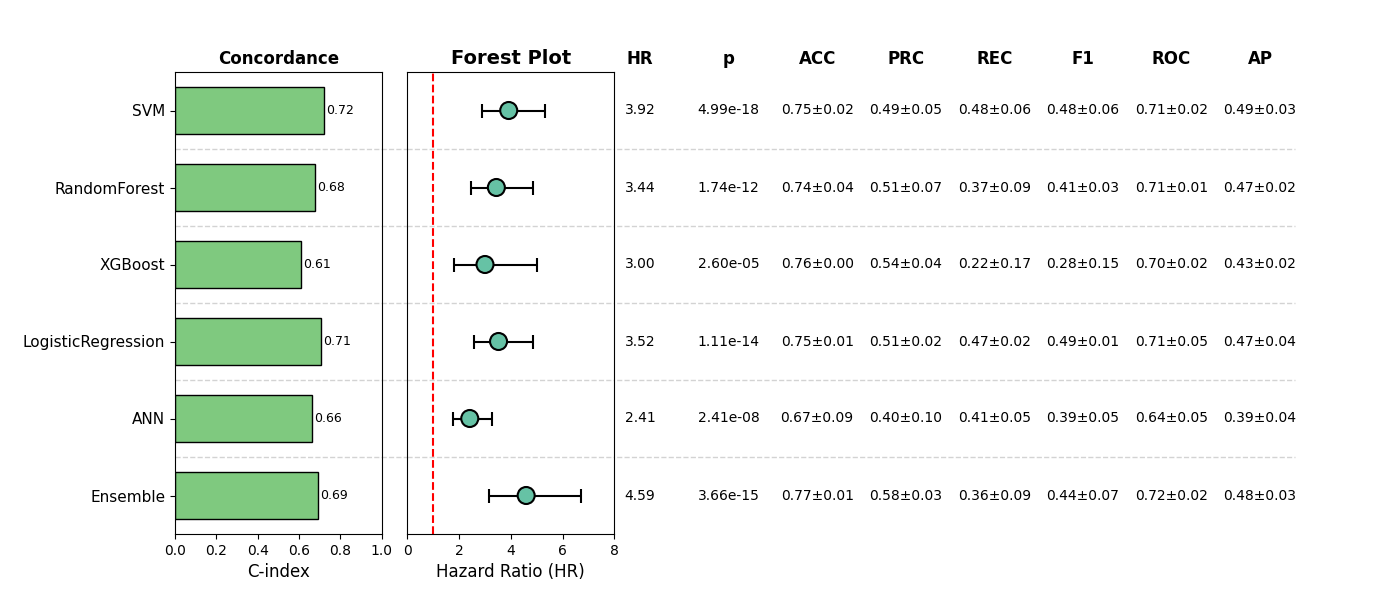 Concordance Forest Plot HR p ACC PRC REC F1 ROC AP
SVM 0.72 3.92 4.99e-18 0.75±0.02 0.49±0.05 0.48±0.06 0.48±0.06 0.71±0.02 0.49±0.03
RandomForest 0.68 3.44 1.74e-12 0.74±0.04 0.51±0.07 0.37±0.09 0.41±0.03 0.71±0.01 0.47±0.02
XGBoost 0.61 3.00 2.60e-05 0.76±0.00 0.54±0.04 0.22±0.17 0.28±0.15 0.70±0.02 0.43±0.02
LogisticRegression 0.71 3.52 1.11e-14 0.75±0.01 0.51±0.02 0.47±0.02 0.49±0.01 0.71±0.05 0.47±0.04
ANN 0.66 2.41 2.41e-08 0.67±0.09 0.40±0.10 0.41±0.05 0.39±0.05 0.64±0.05 0.39±0.04
Ensemble 0.69 4.59 3.66e-15 0.77±0.01 0.58±0.03 0.36±0.09 0.44±0.07 0.72±0.02 0.48±0.03
0.0 0.2 0.4 0.6 0.8 1.0 0 2 4 6 8
C-index Hazard Ratio (HR)